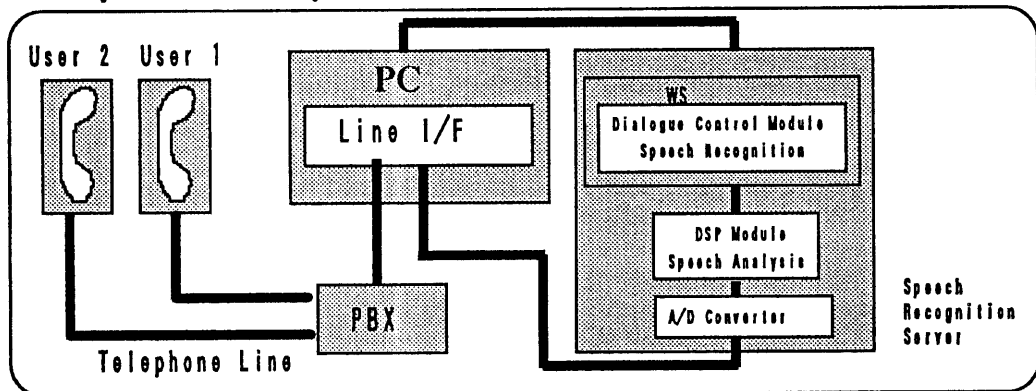 User 2
User 1
PC
Line I/F
WS
Dialogue Control Module
Speech Recognition
DSP Module
Speech Analysis
A/D Converter
Speech
Recognition
Server
PBX
Telephone Line